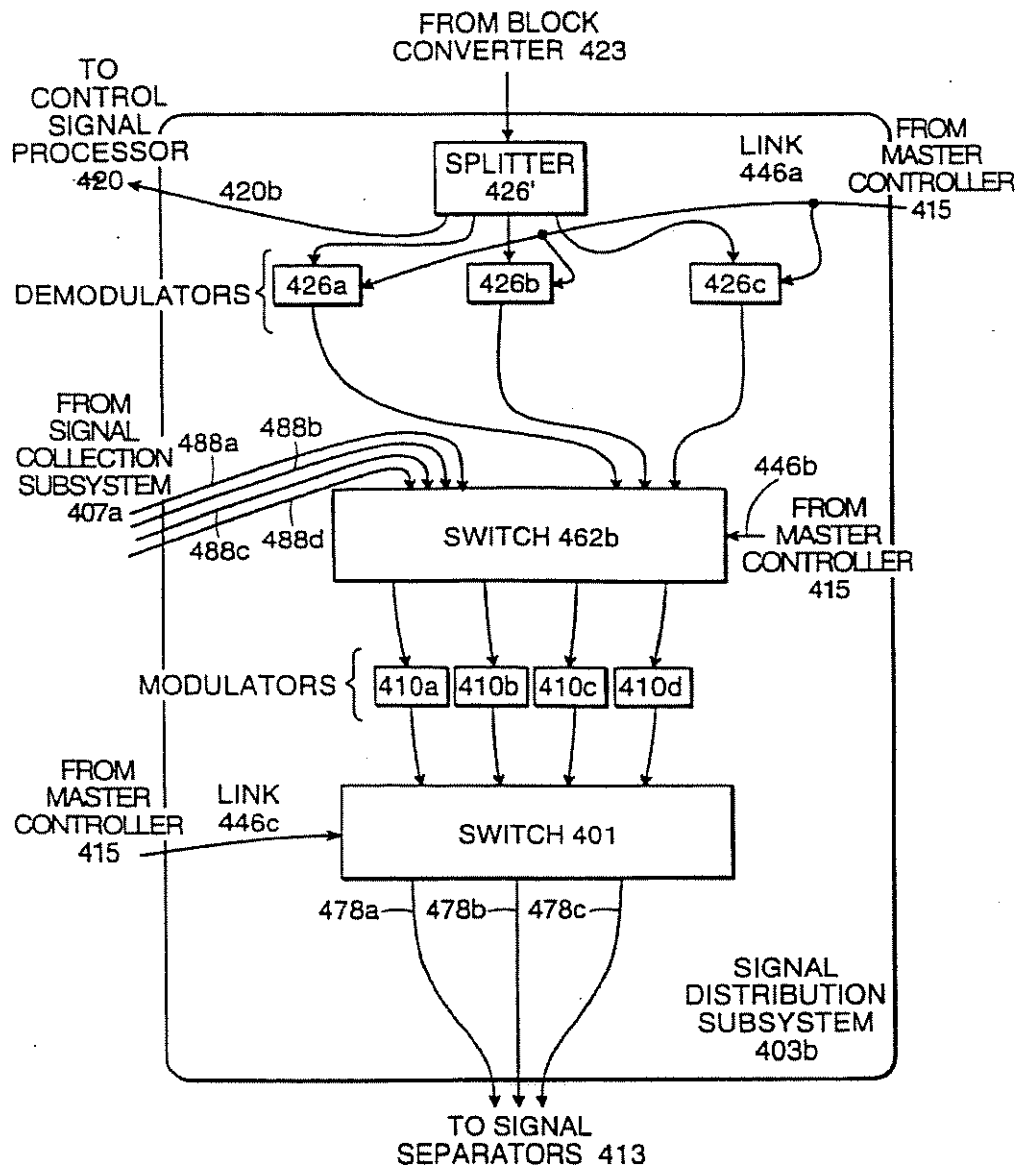 FROM BLOCK
CONVERTER 423
TO
CONTROL
SIGNAL
PROCESSOR
420
420b
SPLITTER
426'
LINK
446a
FROM
MASTER
CONTROLLER
415
DEMODULATORS
426a
426b
426c
FROM
SIGNAL
COLLECTION
SUBSYSTEM
407a
488a
488b
488c
488d
SWITCH 462b
446b
FROM
MASTER
CONTROLLER
415
MODULATORS
410a
410b
410c
410d
FROM
MASTER
CONTROLLER
415
LINK
446c
SWITCH 401
478a
478b
478c
SIGNAL
DISTRIBUTION
SUBSYSTEM
403b
TO SIGNAL
SEPARATORS 413